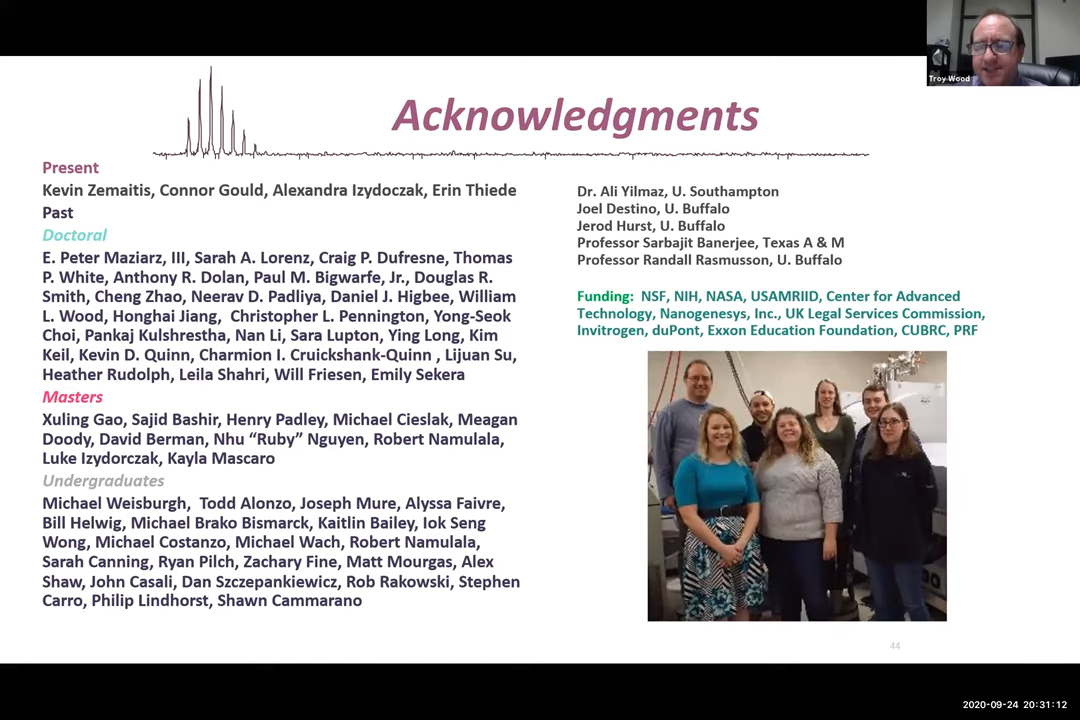 Troy Wood
Acknowledgments
Present
Kevin Zemaitis, Connor Gould, Alexandra Izydoczak, Erin Thiede
Past
Doctoral
E. Peter Maziarz, III, Sarah A. Lorenz, Craig P. Dufresne, Thomas
P. White, Anthony R. Dolan, Paul M. Bigwarfe, Jr., Douglas R.
Smith, Cheng Zhao, Neerav D. Padliya, Daniel J. Higbee, William
L. Wood, Honghai Jiang, Christopher L. Pennington, Yong-Seok
Choi, Pankaj Kulshrestha, Nan Li, Sara Lupton, Ying Long, Kim
Keil, Kevin D. Quinn, Charmion I. Cruickshank-Quinn , Lijuan Su,
Heather Rudolph, Leila Shahri, Will Friesen, Emily Sekera
Masters
Xuling Gao, Sajid Bashir, Henry Padley, Michael Cieslak, Meagan
Doody, David Berman, Nhu “Ruby” Nguyen, Robert Namulala,
Luke Izydorczak, Kayla Mascaro
Undergraduates
Michael Weisburgh, Todd Alonzo, Joseph Mure, Alyssa Faivre,
Bill Helwig, Michael Brako Bismarck, Kaitlin Bailey, Iok Seng
Wong, Michael Costanzo, Michael Wach, Robert Namulala,
Sarah Canning, Ryan Pilch, Zachary Fine, Matt Mourgas, Alex
Shaw, John Casali, Dan Szczepankiewicz, Rob Rakowski, Stephen
Carro, Philip Lindhorst, Shawn Cammarano
Dr. Ali Yilmaz, U. Southampton
Joel Destino, U. Buffalo
Jerod Hurst, U. Buffalo
Professor Sarbajit Banerjee, Texas A & M
Professor Randall Rasmusson, U. Buffalo
Funding: NSF, NIH, NASA, USAMRIID, Center for Advanced
Technology, Nanogenesys, Inc., UK Legal Services Commission,
Invitrogen, duPont, Exxon Education Foundation, CUBRC, PRF
44
2020-09-24 20:31:12